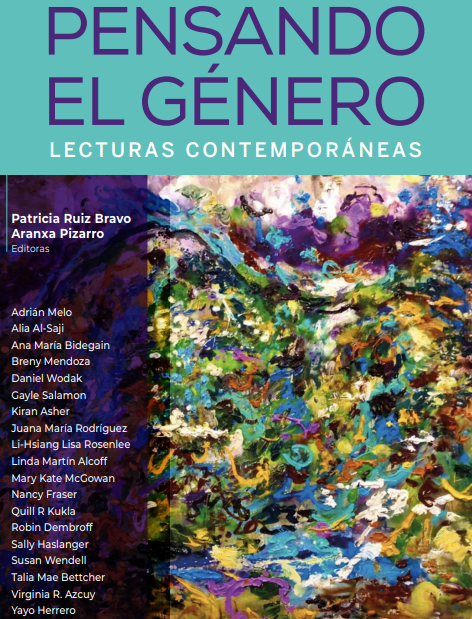 PENSANDO
EL GÉNERO
LECTURAS CONTEMPORÁNEAS
Patricia Ruiz Bravo
Aranxa Pizarro
Editoras
Adrián Melo
Alia Al-Saji
Ana María Bidegain
Breny Mendoza
Daniel Wodak
Gayle Salamon
Kiran Asher
Juana María Rodríguez
Li-Hsiang Lisa Rosenlee
Linda Martín Alcoff
Mary Kate McGowan
Nancy Fraser
Quill R Kukla
Robin Dembroff
Sally Haslanger
Susan Wendell
Talia Mae Bettcher
Virginia R. Azcuy
Yayo Herrero